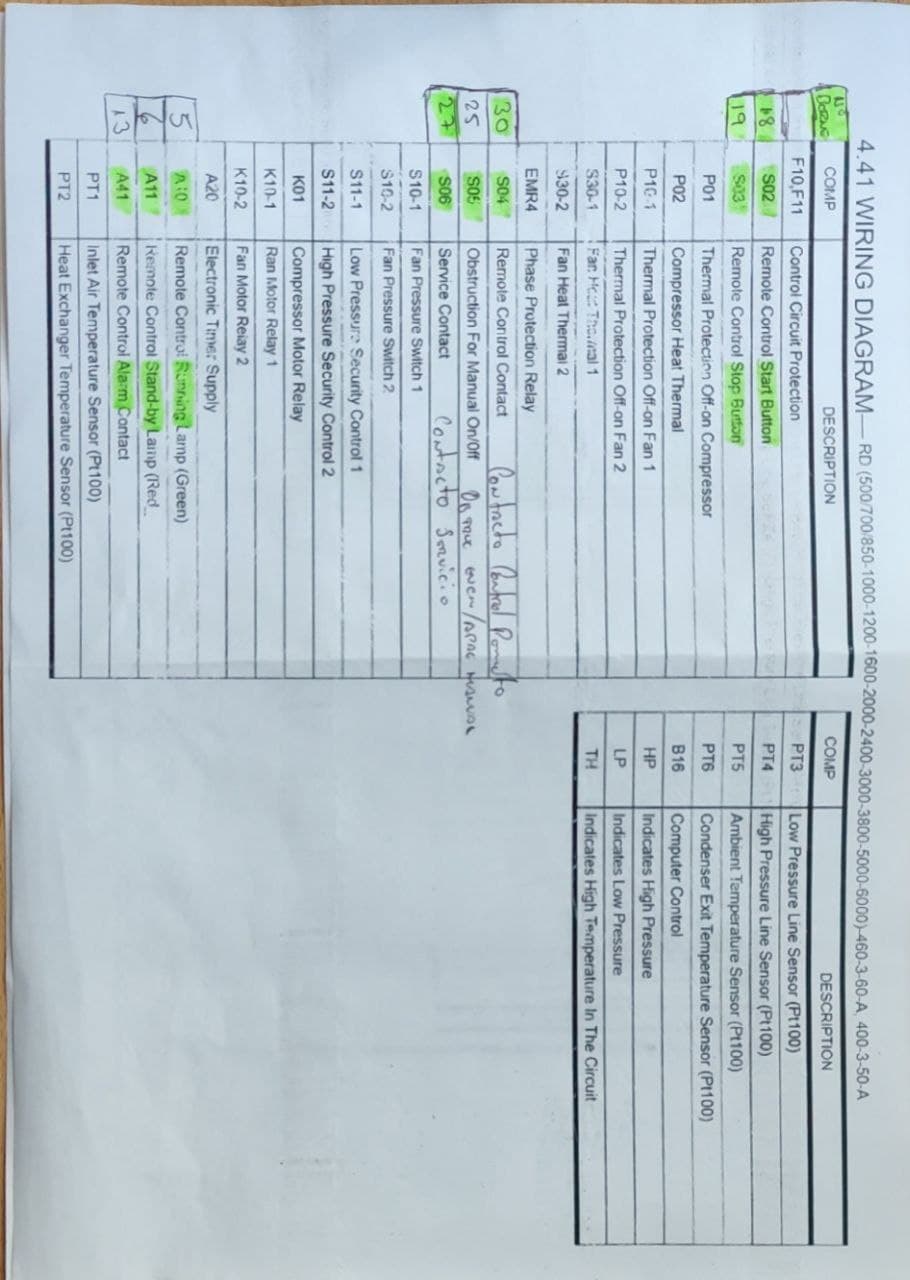 4.41 WIRING DIAGRAM— RD (500/700/850-1000-1200-1600-2000-2400-3000-3800-5000-6000)-460-3-60-A, 400-3-50-A
Nº Borne COMP DESCRIPTION
F10,F11 Control Circuit Protection
18 S02 Remote Control Start Button
19 S03 Remote Control Stop Button
P01 Thermal Protection Off-on Compressor
P02 Compressor Heat Thermal
P10-1 Thermal Protection Off-on Fan 1
P10-2 Thermal Protection Off-on Fan 2
S30-1 Fan Heat Thermal 1
S30-2 Fan Heat Thermal 2
EMR4 Phase Protection Relay
30 S04 Remote Control Contact Contacto Control Remoto
25 S05 Obstruction For Manual On/Off manual
27 S06 Service Contact Contacto Servicio
S10-1 Fan Pressure Switch 1
S10-2 Fan Pressure Switch 2
S11-1 Low Pressure Security Control 1
S11-2 High Pressure Security Control 2
K01 Compressor Motor Relay
K10-1 Ran Motor Relay 1
K10-2 Fan Motor Relay 2
A20 Electronic Timer Supply
5 A10 Remote Control Running Lamp (Green)
6 A11 Remote Control Stand-by Lamp (Red
13 A41 Remote Control Alarm Contact
PT1 Inlet Air Temperature Sensor (Pt100)
PT2 Heat Exchanger Temperature Sensor (Pt100)
COMP DESCRIPTION
PT3 Low Pressure Line Sensor (Pt100)
PT4 High Pressure Line Sensor (Pt100)
PT5 Ambient Temperature Sensor (Pt100)
PT6 Condenser Exit Temperature Sensor (Pt100)
B16 Computer Control
HP Indicates High Pressure
LP Indicates Low Pressure
TH Indicates High Temperature In The Circuit